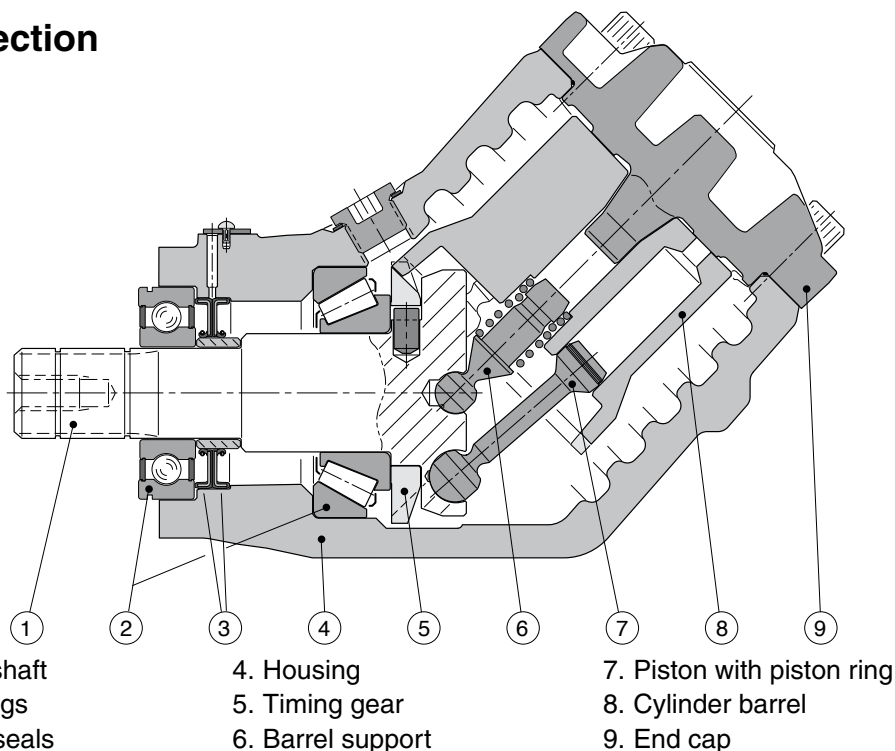 ection
1 2 3 4 5 6 7 8 9
shaft 4. Housing 7. Piston with piston ring
gs 5. Timing gear 8. Cylinder barrel
seals 6. Barrel support 9. End cap